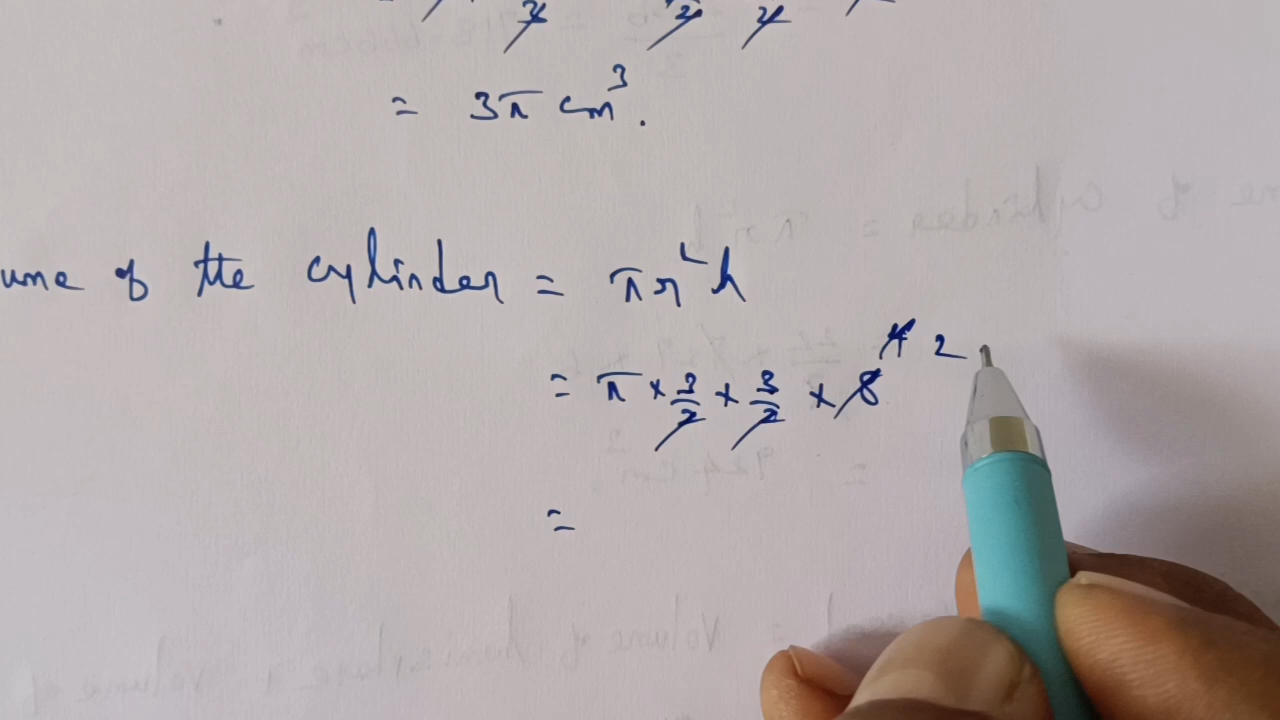 = 3π cm³.
ume of the cylinder = πr²h
= π × 3/2 × 3/2 × 8 4 2
=